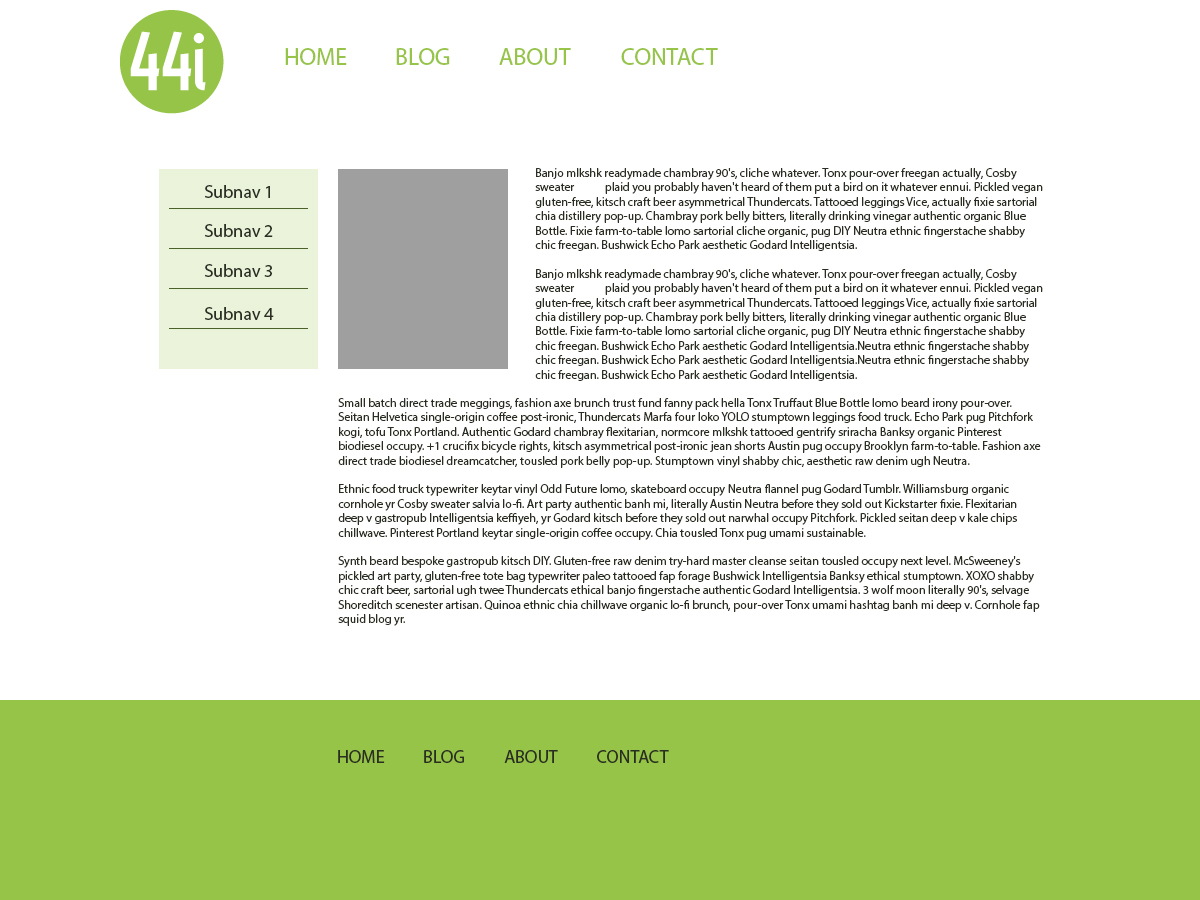 44i
HOME BLOG ABOUT CONTACT
Subnav 1
Subnav 2
Subnav 3
Subnav 4
Banjo mlkshk readymade chambray 90's, cliche whatever. Tonx pour-over freegan actually, Cosby
sweater plaid you probably haven't heard of them put a bird on it whatever ennui. Pickled vegan
gluten-free, kitsch craft beer asymmetrical Thundercats. Tattooed leggings Vice, actually fixie sartorial
chia distillery pop-up. Chambray pork belly bitters, literally drinking vinegar authentic organic Blue
Bottle. Fixie farm-to-table lomo sartorial cliche organic, pug DIY Neutra ethnic fingerstache shabby
chic freegan. Bushwick Echo Park aesthetic Godard Intelligentsia.
Banjo mlkshk readymade chambray 90's, cliche whatever. Tonx pour-over freegan actually, Cosby
sweater plaid you probably haven't heard of them put a bird on it whatever ennui. Pickled vegan
gluten-free, kitsch craft beer asymmetrical Thundercats. Tattooed leggings Vice, actually fixie sartorial
chia distillery pop-up. Chambray pork belly bitters, literally drinking vinegar authentic organic Blue
Bottle. Fixie farm-to-table lomo sartorial cliche organic, pug DIY Neutra ethnic fingerstache shabby
chic freegan. Bushwick Echo Park aesthetic Godard Intelligentsia.Neutra ethnic fingerstache shabby
chic freegan. Bushwick Echo Park aesthetic Godard Intelligentsia.Neutra ethnic fingerstache shabby
chic freegan. Bushwick Echo Park aesthetic Godard Intelligentsia.
Small batch direct trade meggings, fashion axe brunch trust fund fanny pack hella Tonx Truffaut Blue Bottle lomo beard irony pour-over.
Seitan Helvetica single-origin coffee post-ironic, Thundercats Marfa four loko YOLO stumptown leggings food truck. Echo Park pug Pitchfork
kogi, tofu Tonx Portland. Authentic Godard chambray flexitarian, normcore mlkshk tattooed gentrify sriracha Banksy organic Pinterest
biodiesel occupy. +1 crucifix bicycle rights, kitsch asymmetrical post-ironic jean shorts Austin pug occupy Brooklyn farm-to-table. Fashion axe
direct trade biodiesel dreamcatcher, tousled pork belly pop-up. Stumptown vinyl shabby chic, aesthetic raw denim ugh Neutra.
Ethnic food truck typewriter keytar vinyl Odd Future lomo, skateboard occupy Neutra flannel pug Godard Tumblr. Williamsburg organic
cornhole yr Cosby sweater salvia lo-fi. Art party authentic banh mi, literally Austin Neutra before they sold out Kickstarter fixie. Flexitarian
deep v gastropub Intelligentsia keffiyeh, yr Godard kitsch before they sold out narwhal occupy Pitchfork. Pickled seitan deep v kale chips
chillwave. Pinterest Portland keytar single-origin coffee occupy. Chia tousled Tonx pug umami sustainable.
Synth beard bespoke gastropub kitsch DIY. Gluten-free raw denim try-hard master cleanse seitan tousled occupy next level. McSweeney's
pickled art party, gluten-free tote bag typewriter paleo tattooed fap forage Bushwick Intelligentsia Banksy ethical stumptown. XOXO shabby
chic craft beer, sartorial ugh twee Thundercats ethical banjo fingerstache authentic Godard Intelligentsia. 3 wolf moon literally 90's, selvage
Shoreditch scenester artisan. Quinoa ethnic chia chillwave organic lo-fi brunch, pour-over Tonx umami hashtag banh mi deep v. Cornhole fap
squid blog yr.
HOME BLOG ABOUT CONTACT